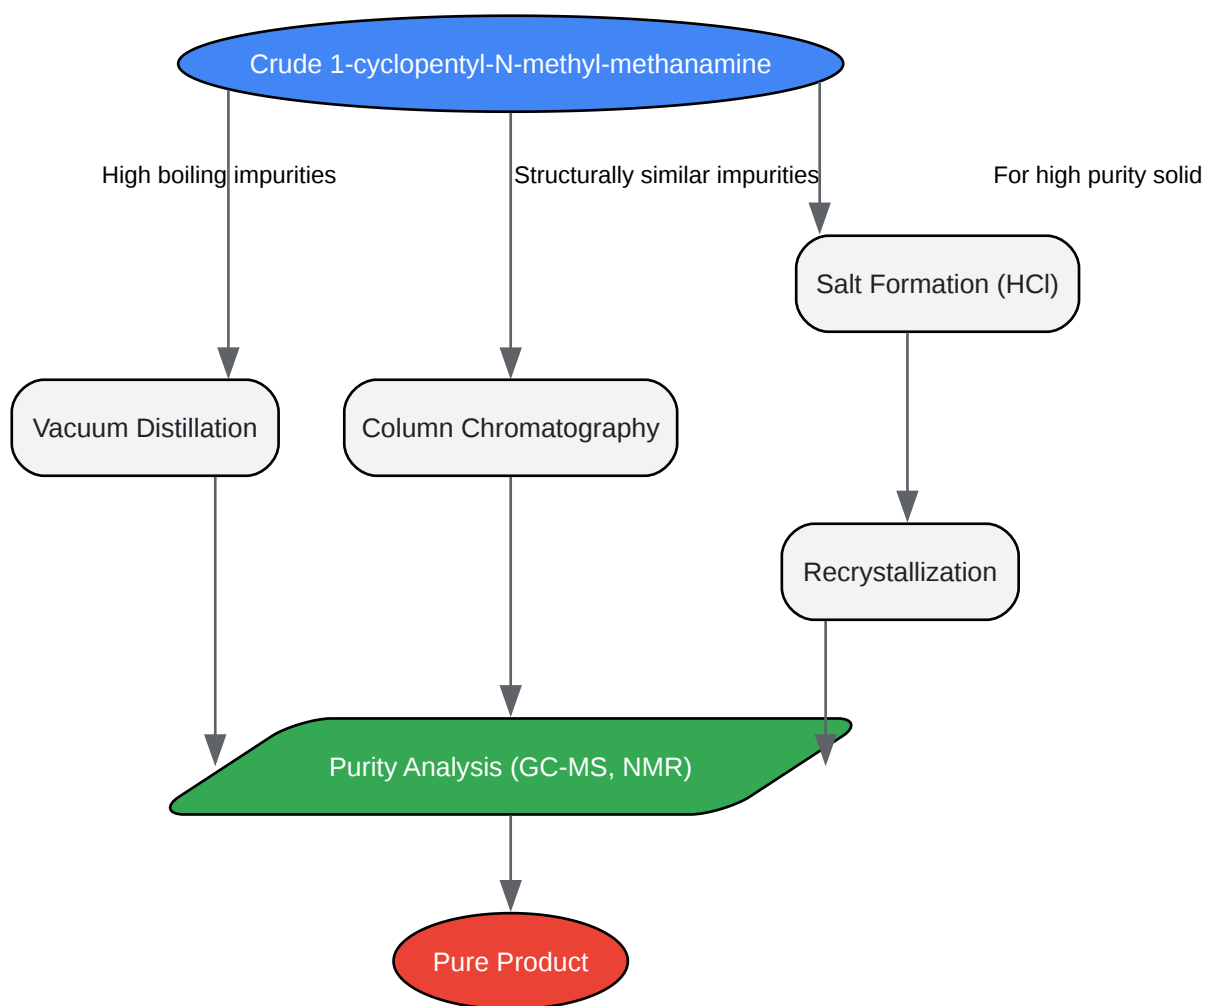 Crude 1-cyclopentyl-N-methyl-methanamine
High boiling impurities
Structurally similar impurities
For high purity solid
Salt Formation (HCl)
Vacuum Distillation
Column Chromatography
Recrystallization
Purity Analysis (GC-MS, NMR)
Pure Product